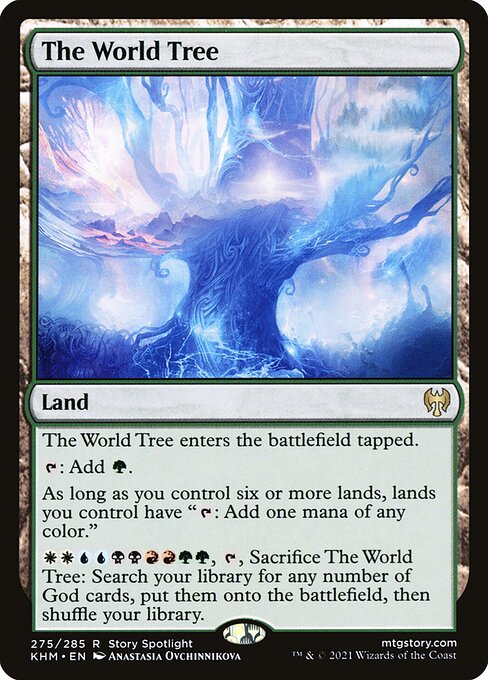 The World Tree
Land
The World Tree enters the battlefield tapped.
: Add .
As long as you control six or more lands, lands
you control have “: Add one mana of any
color.”
, , Sacrifice The World
Tree: Search your library for any number of
God cards, put them onto the battlefield, then
shuffle your library.
275/285 R Story Spotlight
KHM • EN Anastasia Ovchinnikova
mtgstory.com
™ & © 2021 Wizards of the Coast